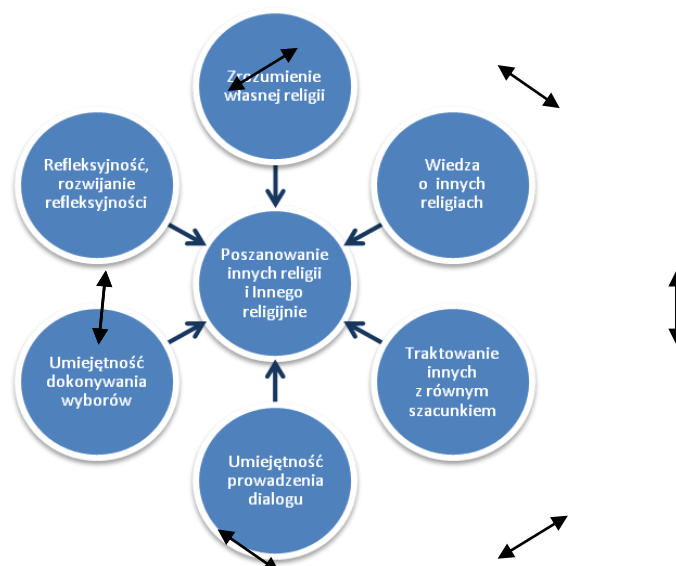 Zrozumienie
własnej religii
Refleksyjność,
rozwijanie
refleksyjności
Wiedza
o innych
religiach
Poszanowanie
innych religii
i Innego
religijnie
Umiejętność
dokonywania
wyborów
Traktowanie
innych
z równym
szacunkiem
Umiejętność
prowadzenia
dialogu